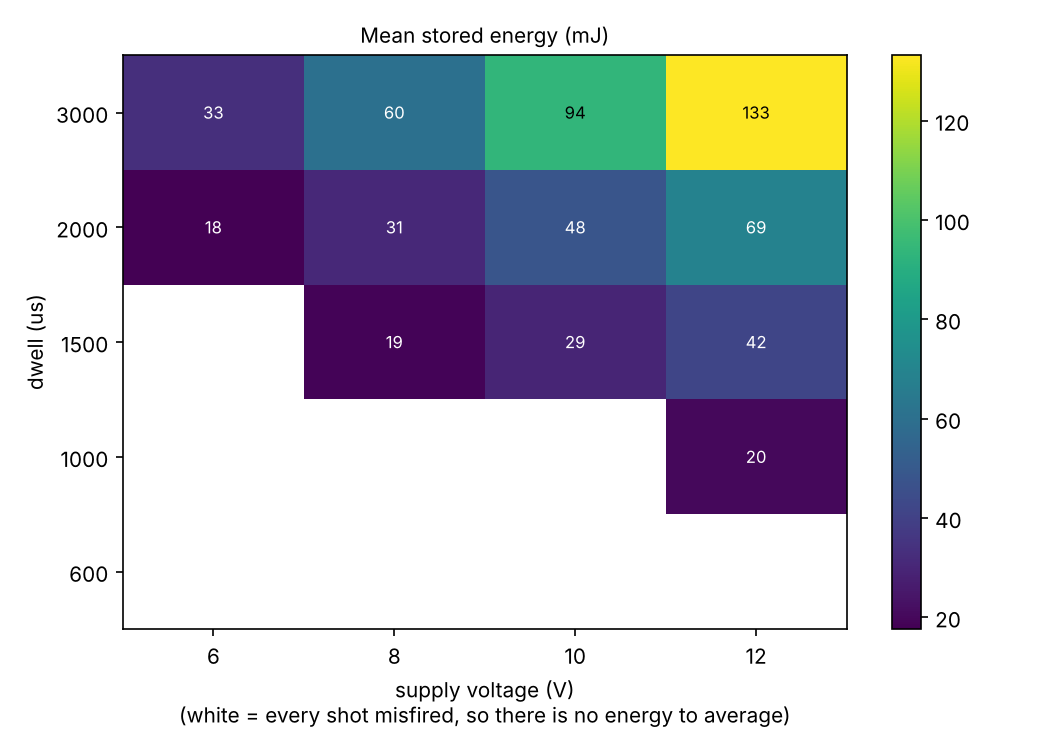 Mean stored energy (mJ)
3000 33 60 94 133
120
100
2000 18 31 48 69
80
dwell (us)
1500 19 29 42
60
1000 20
40
600
20
6 8 10 12
supply voltage (V)
(white = every shot misfired, so there is no energy to average)